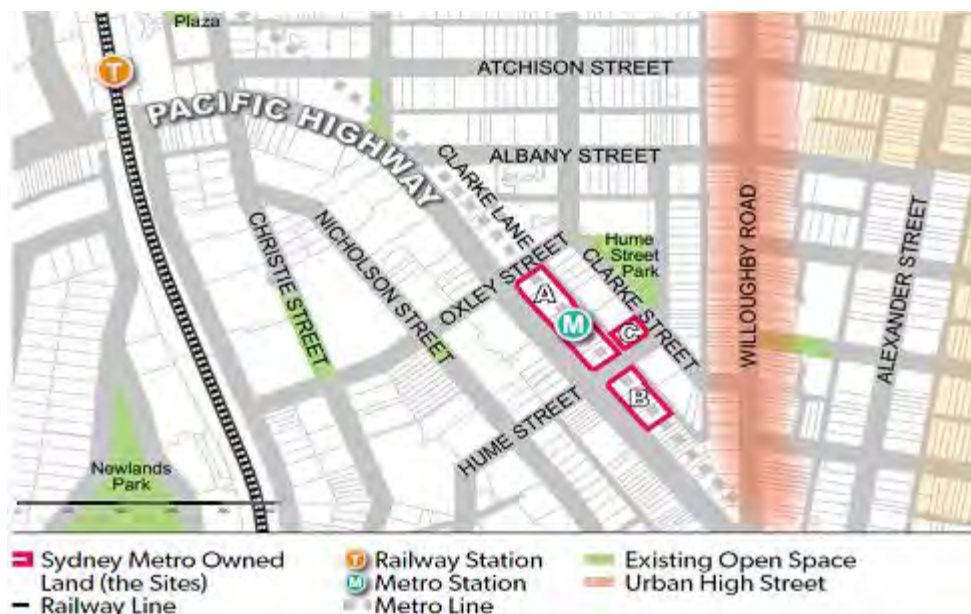 Plaza
T
ATCHISON STREET
PACIFIC HIGHWAY
ALBANY STREET
CLARKE LANE
CHRISTIE STREET
NICHOLSON STREET
OXLEY STREET
Hume
Street
Park
CLARKE STREET
WILLOUGHBY ROAD
ALEXANDER STREET
A
M
C
B
HUME STREET
Newlands
Park
Sydney Metro Owned
Land (the Sites)
Railway Line
T Railway Station
M Metro Station
Metro Line
Existing Open Space
Urban High Street